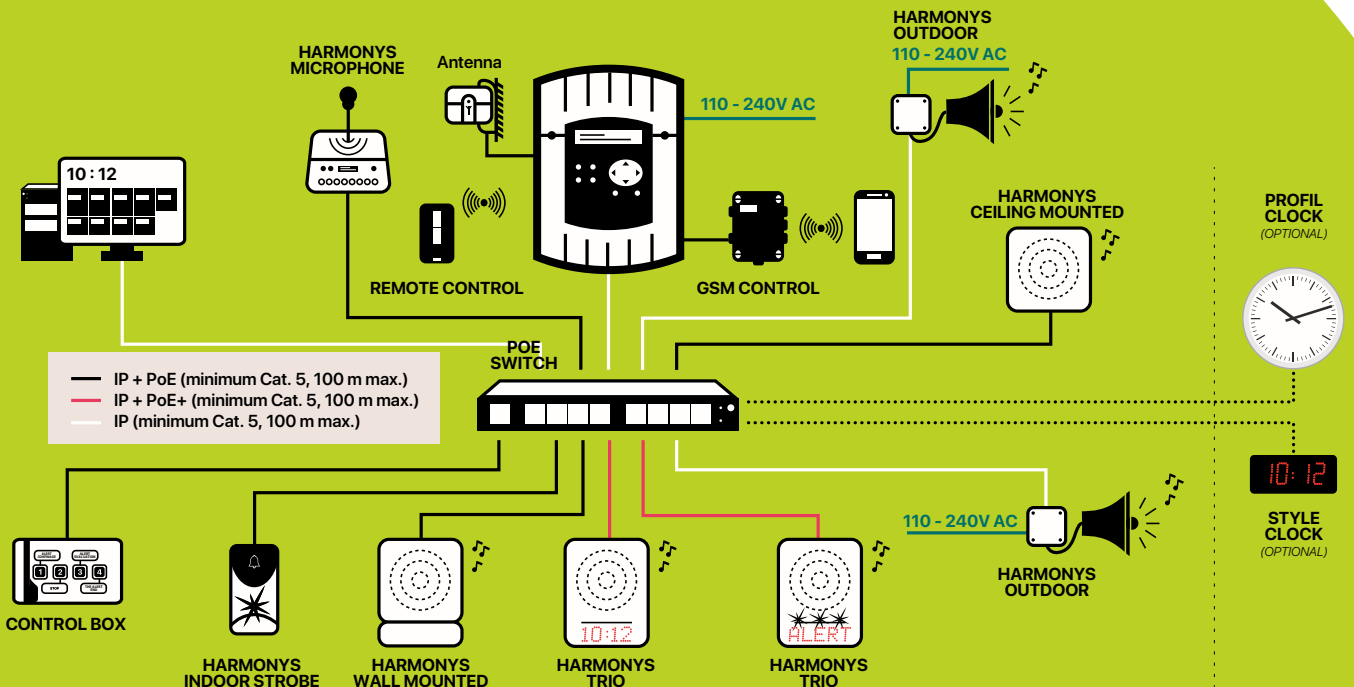 HARMONYS
OUTDOOR
110 - 240V AC
HARMONYS
MICROPHONE
Antenna
110 - 240V AC
10:12
REMOTE CONTROL
GSM CONTROL
HARMONYS
CEILING MOUNTED
PROFIL
CLOCK
(OPTIONAL)
POE
SWITCH
IP + PoE (minimum Cat. 5, 100 m max.)
IP + PoE+ (minimum Cat. 5, 100 m max.)
IP (minimum Cat. 5, 100 m max.)
10:12
STYLE
CLOCK
(OPTIONAL)
110 - 240V AC
HARMONYS
OUTDOOR
ALERT
EVACUATION
1 2 3 4
STOP
CONTROL BOX
HARMONYS
INDOOR STROBE
HARMONYS
WALL MOUNTED
10:12
HARMONYS
TRIO
ALERT
HARMONYS
TRIO